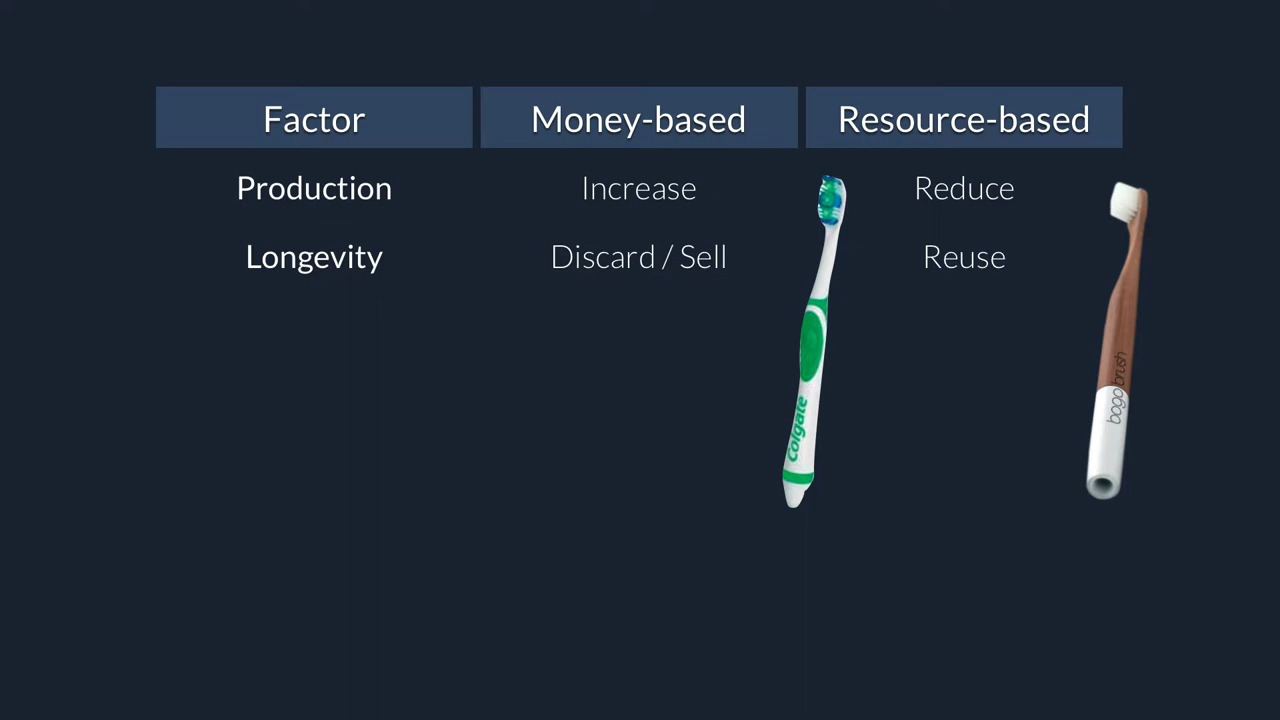 Factor Money-based Resource-based
Production Increase Reduce
Longevity Discard / Sell Reuse
Colgate
bogobrush